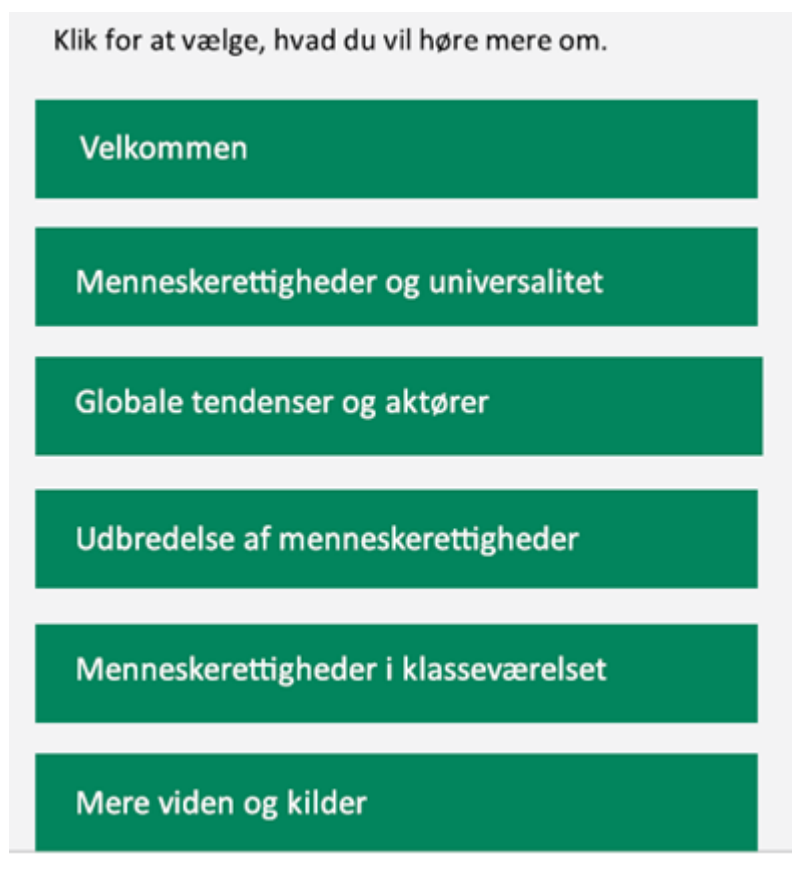 Klik for at vælge, hvad du vil høre mere om.
Velkommen
Menneskerettigheder og universalitet
Globale tendenser og aktører
Udbredelse af menneskerettigheder
Menneskerettigheder i klasseværelset
Mere viden og kilder